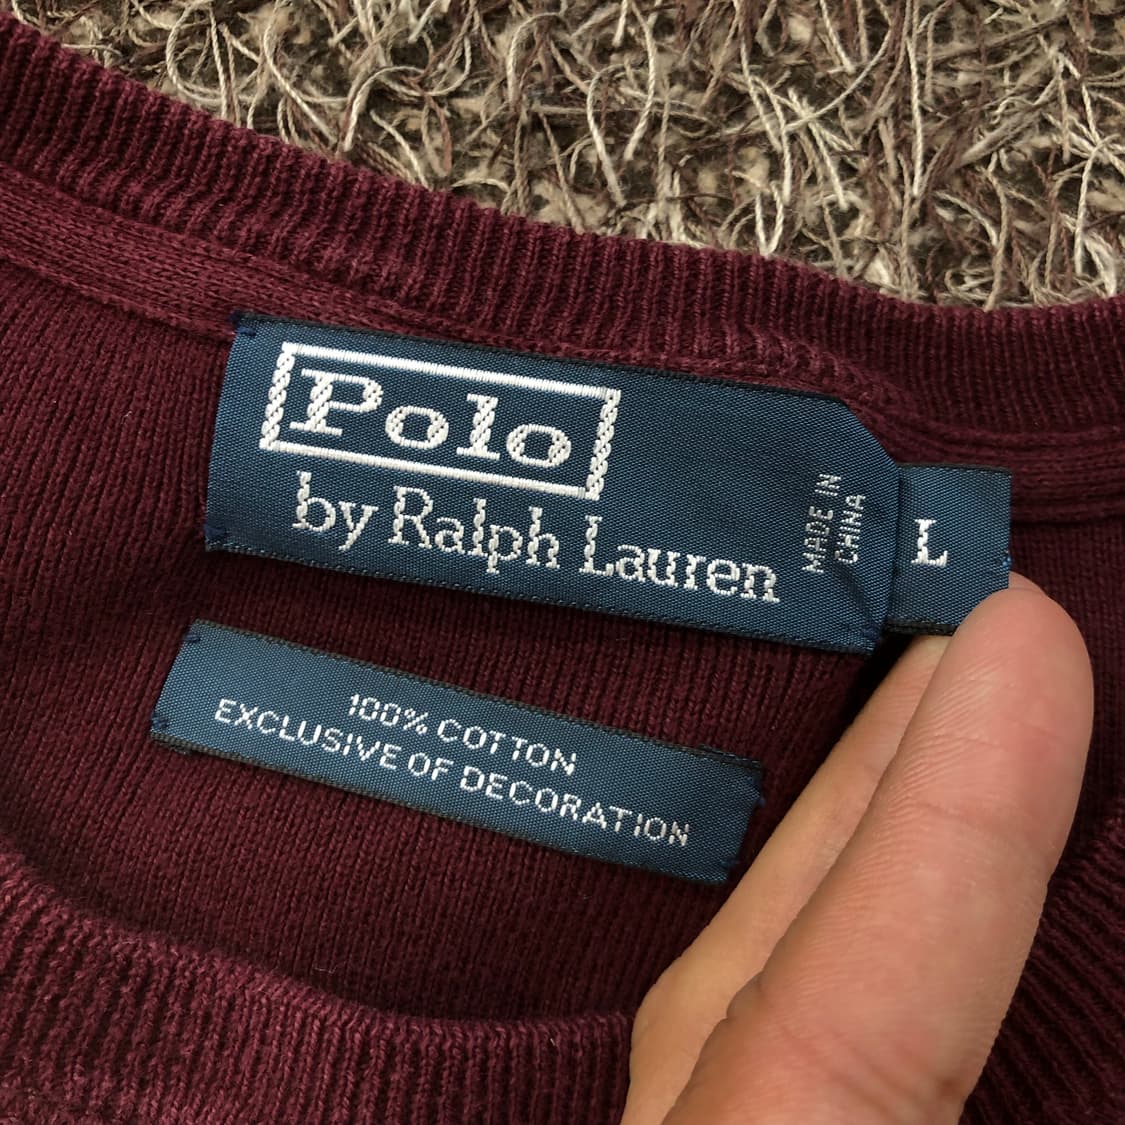 Polo
by Ralph Lauren
MADE IN
CHINA
L
100% COTTON
EXCLUSIVE OF DECORATION